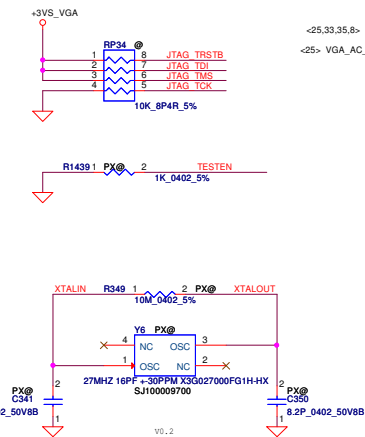 +3VS_VGA
<25,33,35,8>
<25> VGA_AC_
RP34 @
1 8 JTAG_TRSTB
2 7 JTAG_TDI
3 6 JTAG_TMS
4 5 JTAG_TCK
10K_8P4R_5%
R1439 1 PX@ 2 TESTEN
1K_0402_5%
XTALIN R349 1 2 PX@ XTALOUT
10M_0402_5%
Y6 PX@
4 NC OSC 3
1 OSC NC 2
27MHZ 16PF +-30PPM X3G027000FG1H-HX
SJ100009700
PX@ 2 2 PX@
C341 C350
2_50V8B 8.2P_0402_50V8B
1 1
V0.2